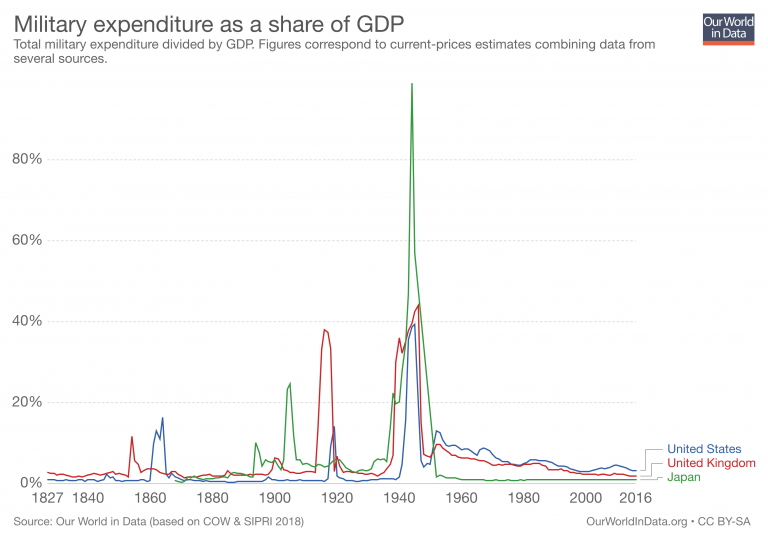 Military expenditure as a share of GDP
Total military expenditure divided by GDP. Figures correspond to current-prices estimates combining data from
several sources.
Our World
in Data
80%
60%
40%
20%
0%
1827 1840 1860 1880 1900 1920 1940 1960 1980 2000 2016
United States
United Kingdom
Japan
Source: Our World in Data (based on COW & SIPRI 2018)
OurWorldInData.org • CC BY-SA